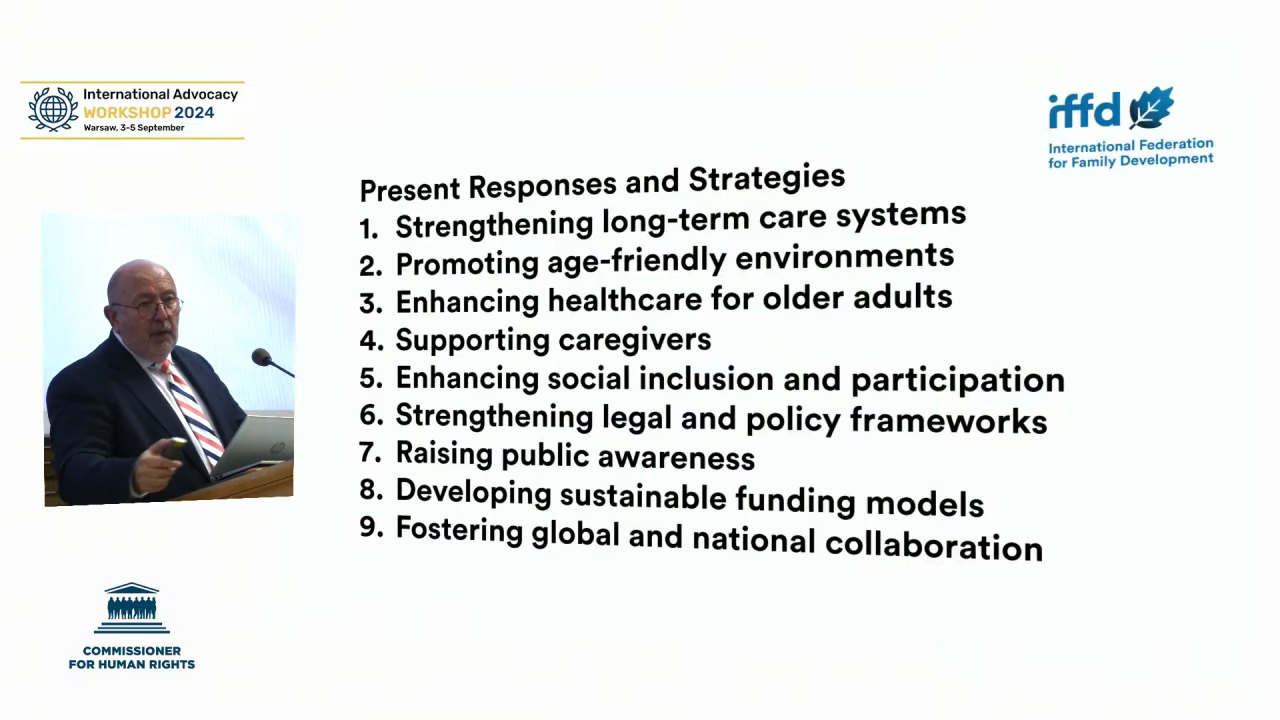 International Advocacy
WORKSHOP 2024
Warsaw, 3-5 September
iffd
International Federation
for Family Development
Present Responses and Strategies
1. Strengthening long-term care systems
2. Promoting age-friendly environments
3. Enhancing healthcare for older adults
4. Supporting caregivers
5. Enhancing social inclusion and participation
6. Strengthening legal and policy frameworks
7. Raising public awareness
8. Developing sustainable funding models
9. Fostering global and national collaboration
COMMISSIONER
FOR HUMAN RIGHTS